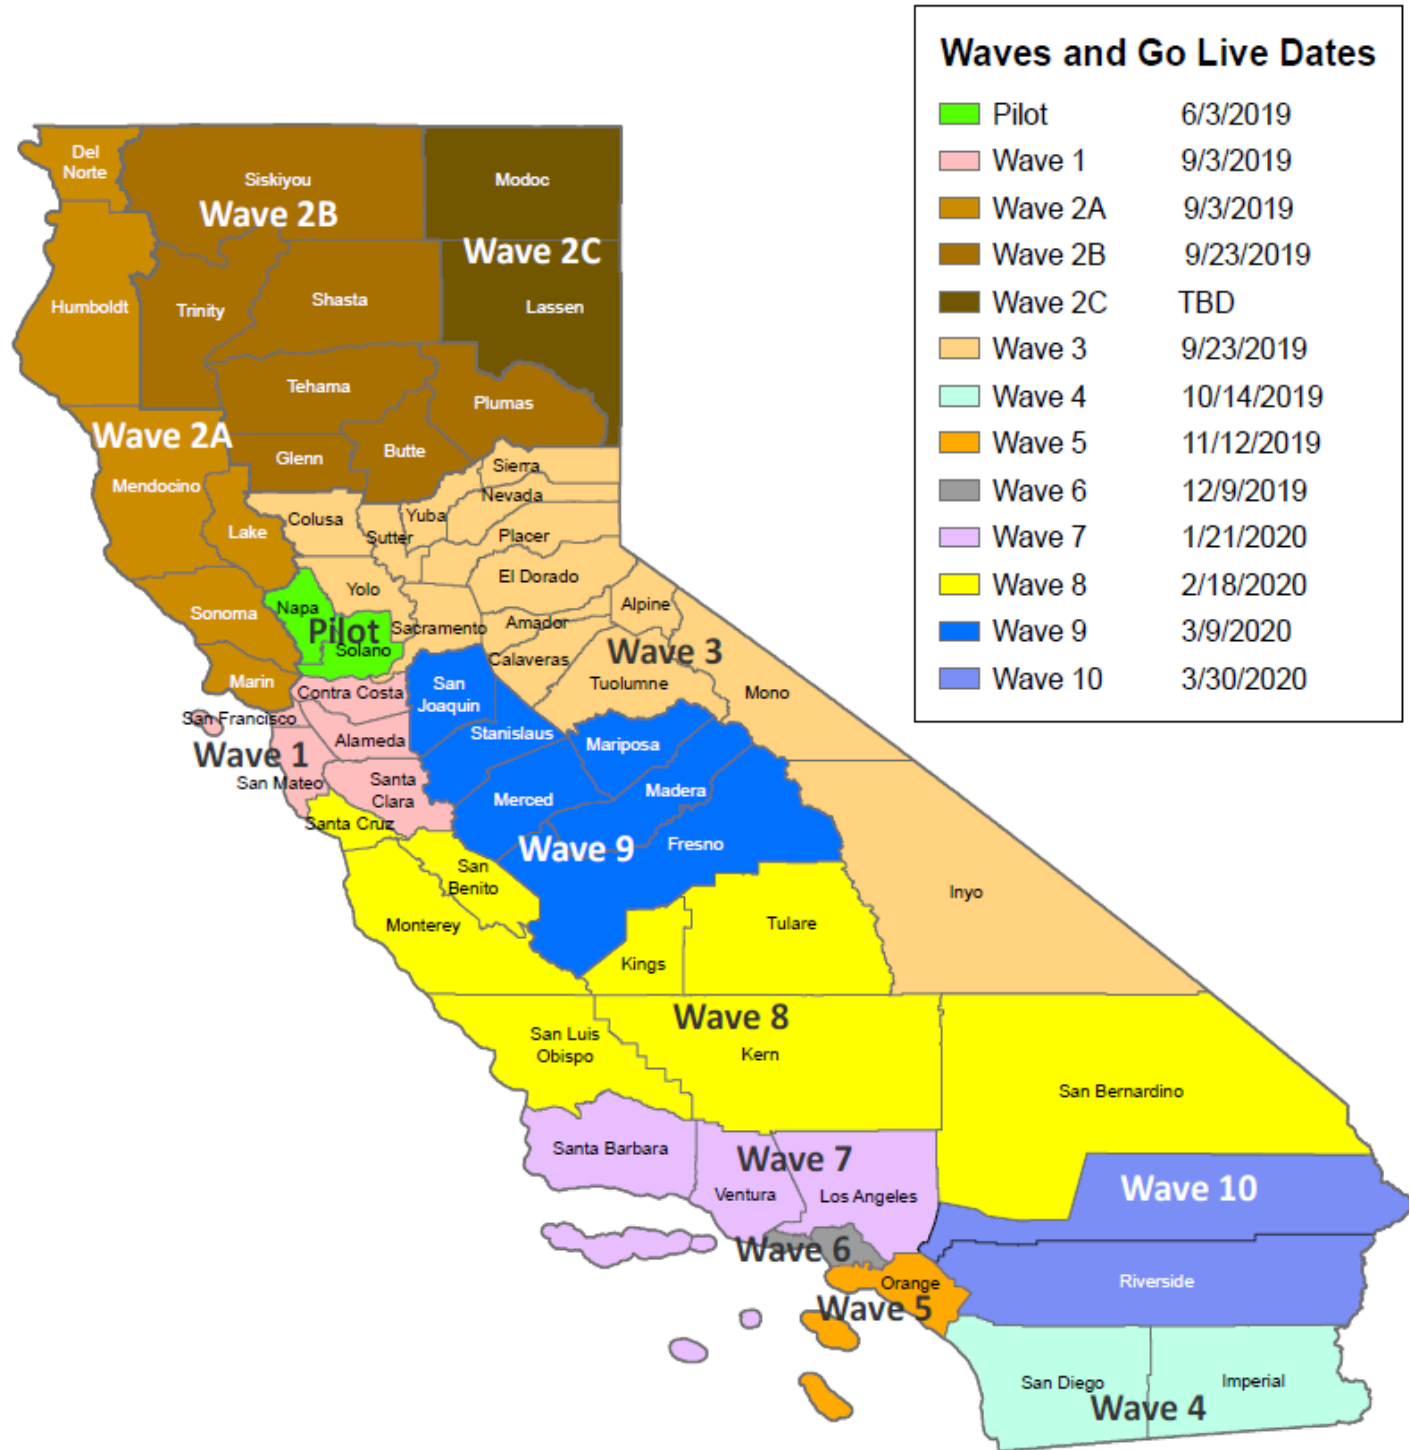 Waves and Go Live Dates
Pilot 6/3/2019
Wave 1 9/3/2019
Wave 2A 9/3/2019
Wave 2B 9/23/2019
Wave 2C TBD
Wave 3 9/23/2019
Wave 4 10/14/2019
Wave 5 11/12/2019
Wave 6 12/9/2019
Wave 7 1/21/2020
Wave 8 2/18/2020
Wave 9 3/9/2020
Wave 10 3/30/2020
Del
Norte
Siskiyou
Modoc
Wave 2B
Wave 2C
Humboldt
Trinity
Shasta
Lassen
Tehama
Plumas
Wave 2A
Glenn
Butte
Mendocino
Sierra
Nevada
Colusa
Yuba
Lake
Sutter
Placer
El Dorado
Yolo
Napa
Sonoma
Alpine
Pilot
Sacramento
Amador
Solano
Calaveras
Wave 3
Marin
Contra Costa
San
Joaquin
Tuolumne
Mono
San Francisco
Alameda
Stanislaus
Mariposa
Wave 1
San Mateo
Santa
Clara
Merced
Madera
Santa Cruz
Wave 9
Fresno
San
Benito
Inyo
Monterey
Tulare
Kings
Wave 8
San Luis
Obispo
Kern
San Bernardino
Santa Barbara
Wave 7
Ventura
Los Angeles
Wave 10
Wave 6
Orange
Riverside
Wave 5
San Diego
Imperial
Wave 4